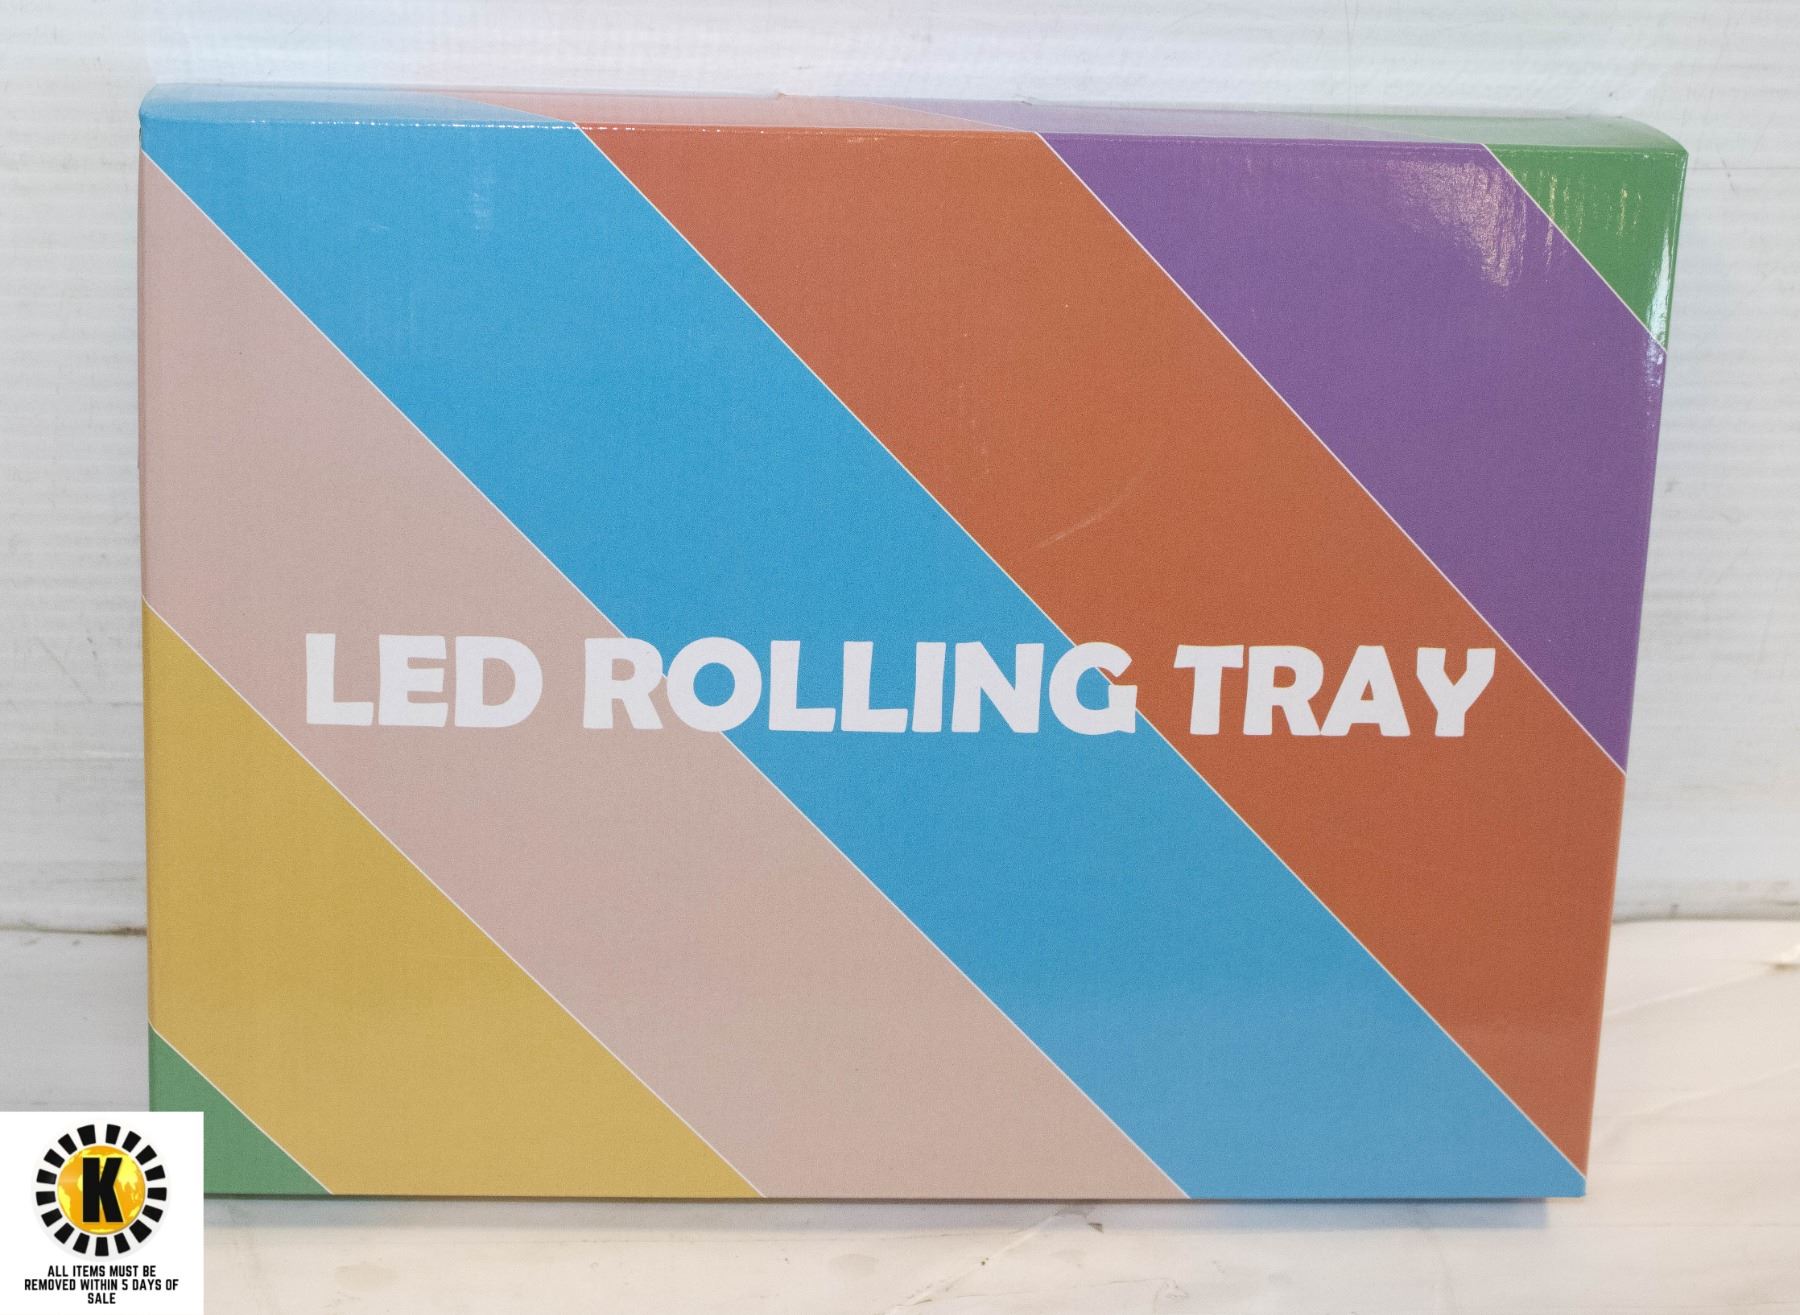 LED ROLLING TRAY
K
ALL ITEMS MUST BE
REMOVED WITHIN 5 DAYS OF
SALE